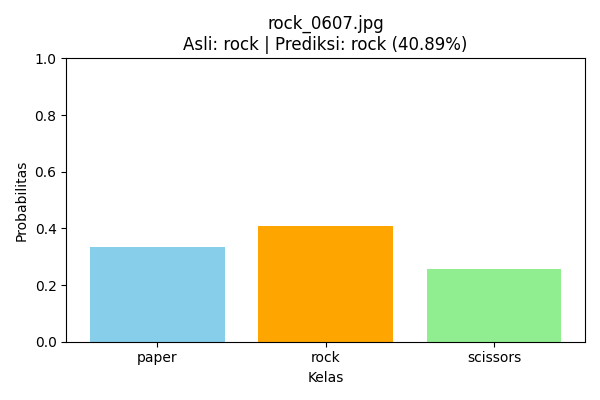 rock_0607.jpg
Asli: rock | Prediksi: rock (40.89%)
1.0
0.8
0.6
0.4
0.2
0.0
Probabilitas
paper
rock
scissors
Kelas